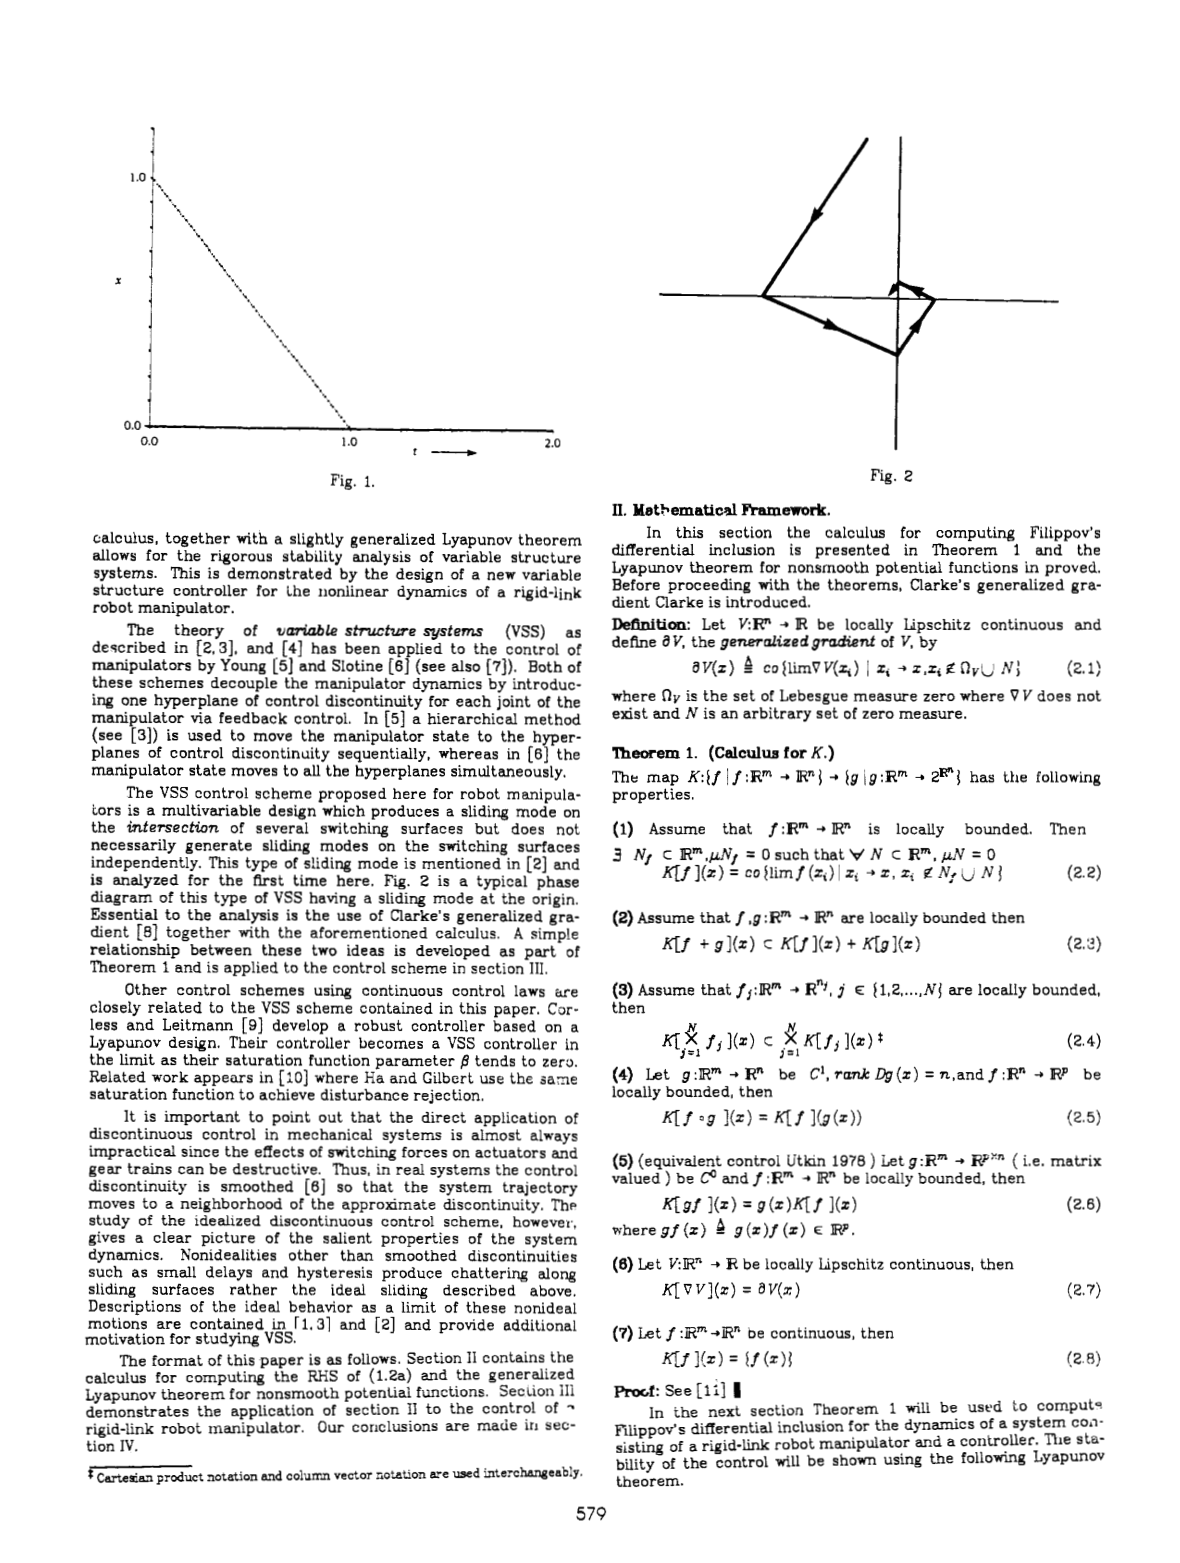 1.0
x
0.0
0.0
1.0
2.0
t
Fig. 1.
calculus, together with a slightly generalized Lyapunov theorem
allows for the rigorous stability analysis of variable structure
systems. This is demonstrated by the design of a new variable
structure controller for the nonlinear dynamics of a rigid-link
robot manipulator.
The theory of variable structure systems (VSS) as
described in [2,3], and [4] has been applied to the control of
manipulators by Young [5] and Slotine [6] (see also [7]). Both of
these schemes decouple the manipulator dynamics by introduc-
ing one hyperplane of control discontinuity for each joint of the
manipulator via feedback control. In [5] a hierarchical method
(see [3]) is used to move the manipulator state to the hyper-
planes of control discontinuity sequentially, whereas in [6] the
manipulator state moves to all the hyperplanes simultaneously.
The VSS control scheme proposed here for robot manipula-
tors is a multivariable design which produces a sliding mode on
the intersection of several switching surfaces but does not
necessarily generate sliding modes on the switching surfaces
independently. This type of sliding mode is mentioned in [2] and
is analyzed for the first time here. Fig. 2 is a typical phase
diagram of this type of VSS having a sliding mode at the origin.
Essential to the analysis is the use of Clarke's generalized gra-
dient [8] together with the aforementioned calculus. A simple
relationship between these two ideas is developed as part of
Theorem 1 and is applied to the control scheme in section III.
Other control schemes using continuous control laws are
closely related to the VSS scheme contained in this paper. Cor-
less and Leitmann [9] develop a robust controller based on a
Lyapunov design. Their controller becomes a VSS controller in
the limit as their saturation function parameter β tends to zero.
Related work appears in [10] where Ha and Gilbert use the same
saturation function to achieve disturbance rejection.
It is important to point out that the direct application of
discontinuous control in mechanical systems is almost always
impractical since the effects of switching forces on actuators and
gear trains can be destructive. Thus, in real systems the control
discontinuity is smoothed [6] so that the system trajectory
moves to a neighborhood of the approximate discontinuity. The
study of the idealized discontinuous control scheme, however,
gives a clear picture of the salient properties of the system
dynamics. Nonidealities other than smoothed discontinuities
such as small delays and hysteresis produce chattering along
sliding surfaces rather the ideal sliding described above.
Descriptions of the ideal behavior as a limit of these nonideal
motions are contained in [1,3] and [2] and provide additional
motivation for studying VSS.
The format of this paper is as follows. Section II contains the
calculus for computing the RHS of (1.2a) and the generalized
Lyapunov theorem for nonsmooth potential functions. Section III
demonstrates the application of section II to the control of
rigid-link robot manipulator. Our conclusions are made in sec-
tion IV.
‡ Cartesian product notation and column vector notation are used interchangeably.
Fig. 2
II. Mathematical Framework.
In this section the calculus for computing Filippov's
differential inclusion is presented in Theorem 1 and the
Lyapunov theorem for nonsmooth potential functions in proved.
Before proceeding with the theorems, Clarke's generalized gra-
dient Clarke is introduced.
Definition: Let V:ℝⁿ → ℝ be locally Lipschitz continuous and
define ∂V, the generalized gradient of V, by
∂V(x) ≜ co{lim∇V(xᵢ) | xᵢ → x,xᵢ ∉ Ω_V ∪ N} (2.1)
where Ω_V is the set of Lebesgue measure zero where ∇V does not
exist and N is an arbitrary set of zero measure.
Theorem 1. (Calculus for K.)
The map K:{f | f:ℝᵐ → ℝⁿ} → {g | g:ℝᵐ → 2^ℝⁿ} has the following
properties.
(1) Assume that f:ℝᵐ → ℝⁿ is locally bounded. Then
∃ N_f ⊂ ℝᵐ,μN_f = 0 such that ∀ N ⊂ ℝᵐ, μN = 0
K[f](x) = co{lim f(xᵢ) | xᵢ → x, xᵢ ∉ N_f ∪ N} (2.2)
(2) Assume that f,g:ℝᵐ → ℝⁿ are locally bounded then
K[f + g](x) ⊂ K[f](x) + K[g](x) (2.3)
(3) Assume that f_j:ℝᵐ → ℝ^n_j, j ∈ {1,2,...,N} are locally bounded,
then
K[×_{j=1}^N f_j](x) ⊂ ×_{j=1}^N K[f_j](x) ‡ (2.4)
(4) Let g:ℝᵐ → ℝⁿ be C¹, rank Dg(x) = n,and f:ℝⁿ → ℝᵖ be
locally bounded, then
K[f ∘ g](x) = K[f](g(x)) (2.5)
(5) (equivalent control Utkin 1978 ) Let g:ℝᵐ → ℝ^{p×n} ( i.e. matrix
valued ) be C⁰ and f:ℝᵐ → ℝⁿ be locally bounded, then
K[gf](x) = g(x)K[f](x) (2.6)
where gf(x) ≜ g(x)f(x) ∈ ℝᵖ.
(6) Let V:ℝⁿ → ℝ be locally Lipschitz continuous, then
K[∇V](x) = ∂V(x) (2.7)
(7) Let f:ℝᵐ→ℝⁿ be continuous, then
K[f](x) = {f(x)} (2.8)
Proof: See [11] ∎
In the next section Theorem 1 will be used to compute
Filippov's differential inclusion for the dynamics of a system con-
sisting of a rigid-link robot manipulator and a controller. The sta-
bility of the control will be shown using the following Lyapunov
theorem.
579